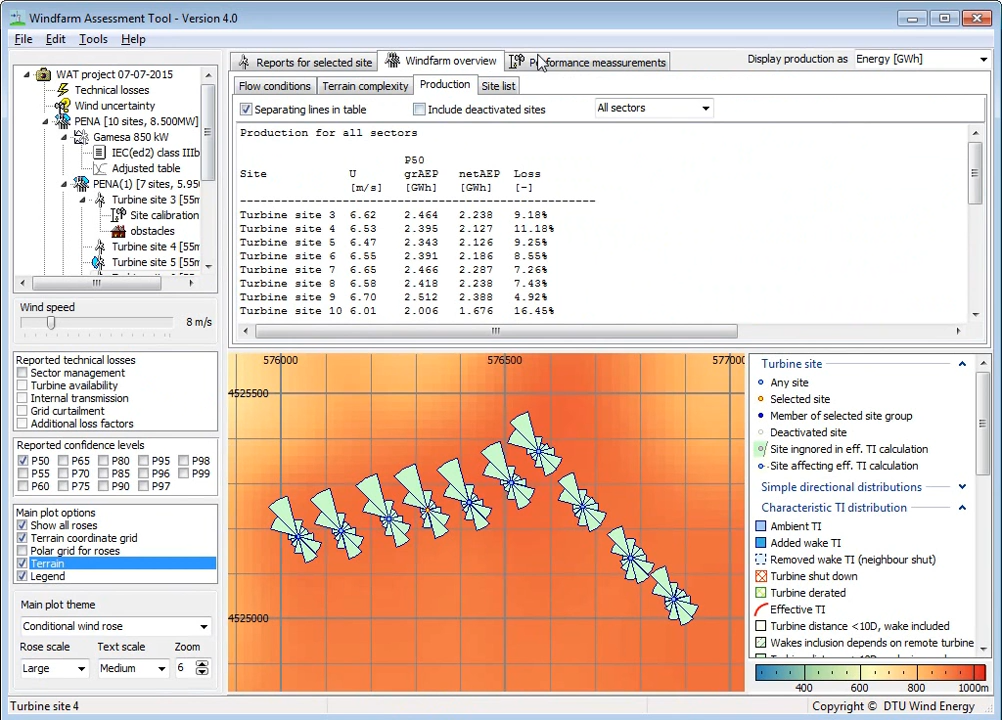 Windfarm Assessment Tool - Version 4.0
File Edit Tools Help
WAT project 07-07-2015
Technical losses
Wind uncertainty
PENA [10 sites, 8.500MW]
Gamesa 850 kW
IEC(ed2) class IIIb
Adjusted table
PENA(1) [7 sites, 5.95
Turbine site 3 [55m
Site calibration
obstacles
Turbine site 4 [55m
Turbine site 5 [55m
Wind speed
8 m/s
Reported technical losses
Sector management
Turbine availability
Internal transmission
Grid curtailment
Additional loss factors
Reported confidence levels
P50 P65 P80 P95 P98
P55 P70 P85 P96 P99
P60 P75 P90 P97
Main plot options
Show all roses
Terrain coordinate grid
Polar grid for roses
Terrain
Legend
Main plot theme
Conditional wind rose
Rose scale Text scale Zoom
Large Medium 6
Turbine site 4
Reports for selected site Windfarm overview Performance meassurements Display production as Energy [GWh]
Flow conditions Terrain complexity Production Site list
Separating lines in table Include deactivated sites All sectors
Production for all sectors
P50
Site U grAEP netAEP Loss
[m/s] [GWh] [GWh] [-]
----------------------------------------------------
Turbine site 3 6.62 2.464 2.238 9.18%
Turbine site 4 6.53 2.395 2.127 11.18%
Turbine site 5 6.47 2.343 2.126 9.25%
Turbine site 6 6.55 2.391 2.186 8.55%
Turbine site 7 6.65 2.466 2.287 7.26%
Turbine site 8 6.58 2.418 2.238 7.43%
Turbine site 9 6.70 2.512 2.388 4.92%
Turbine site 10 6.01 2.006 1.676 16.45%
576000 576500 577000
4525500
4525000
Turbine site
Any site
Selected site
Member of selected site group
Deactivated site
Site ingnored in eff. TI calculation
Site affecting eff. TI calculation
Simple directional distributions
Characteristic TI distribution
Ambient TI
Added wake TI
Removed wake TI (neighbour shut)
Turbine shut down
Turbine derated
Effective TI
Turbine distance <10D, wake included
Wakes inclusion depends on remote turbine
400 600 800 1000m
Copyright © DTU Wind Energy